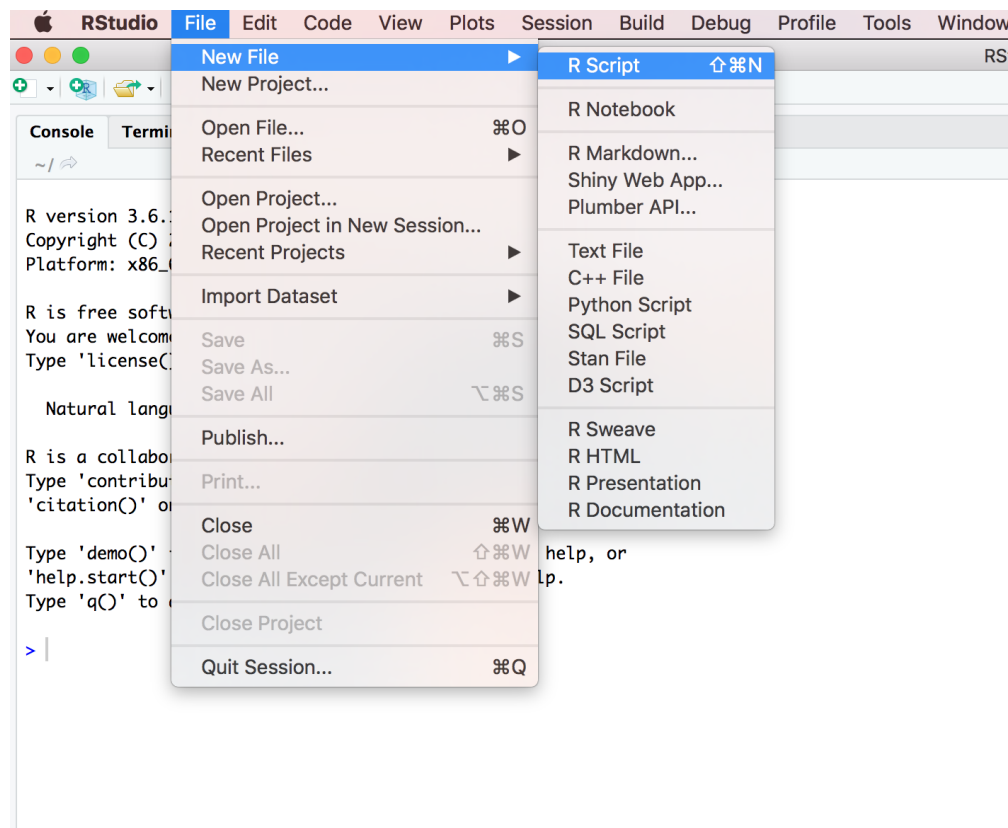 RStudio File Edit Code View Plots Session Build Debug Profile Tools Window
RS
Console Termi
~/
R version 3.6.
Copyright (C)
Platform: x86_
R is free softw
You are welcom
Type 'license()
Natural langu
R is a collabo
Type 'contribu
'citation()' o
Type 'demo()' help, or
'help.start()' lp.
Type 'q()' to
>
New File ▶
New Project...
Open File... ⌘O
Recent Files ▶
Open Project...
Open Project in New Session...
Recent Projects ▶
Import Dataset ▶
Save ⌘S
Save As...
Save All ⌥⌘S
Publish...
Print...
Close ⌘W
Close All ⇧⌘W
Close All Except Current ⌥⇧⌘W
Close Project
Quit Session... ⌘Q
R Script ⇧⌘N
R Notebook
R Markdown...
Shiny Web App...
Plumber API...
Text File
C++ File
Python Script
SQL Script
Stan File
D3 Script
R Sweave
R HTML
R Presentation
R Documentation